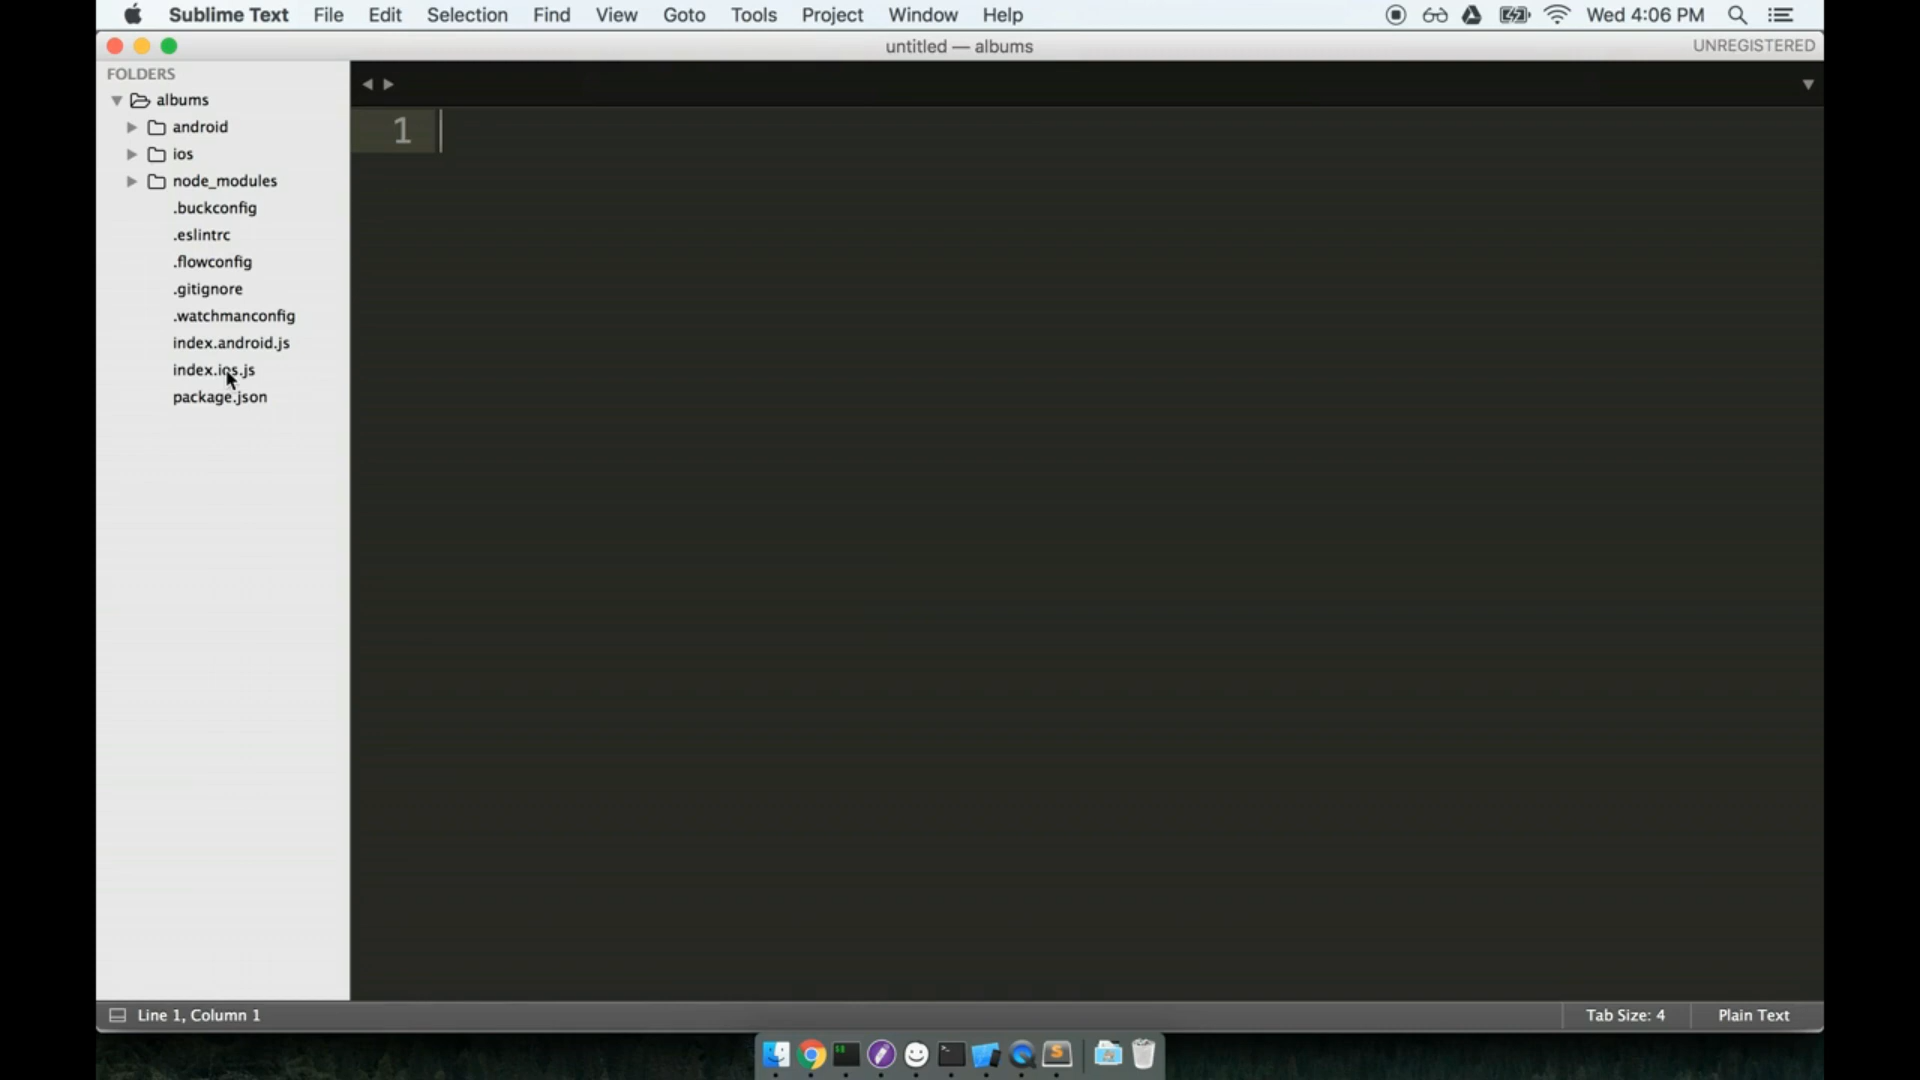 Sublime Text File Edit Selection Find View Goto Tools Project Window Help Wed 4:06 PM
untitled — albums UNREGISTERED
FOLDERS
albums
android
ios
node_modules
.buckconfig
.eslintrc
.flowconfig
.gitignore
.watchmanconfig
index.android.js
index.ios.js
package.json
1
Line 1, Column 1 Tab Size: 4 Plain Text